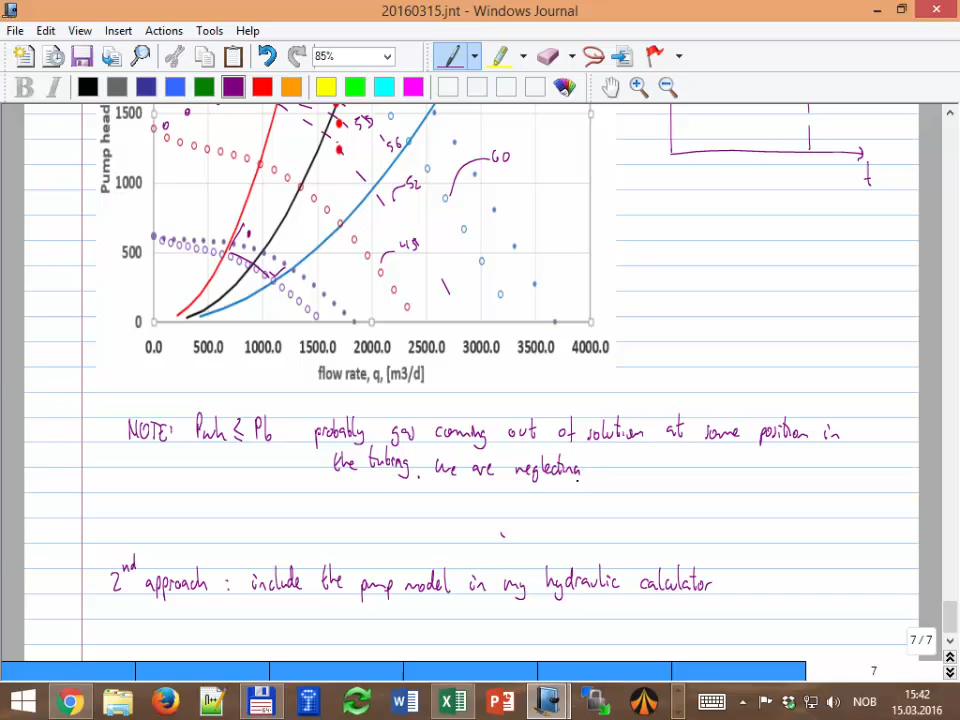 20160315.jnt - Windows Journal
File Edit View Insert Actions Tools Help
85%
B I
Pump head
1500
1000
500
0
53
56
60
52
49
t
0.0 500.0 1000.0 1500.0 2000.0 2500.0 3000.0 3500.0 4000.0
flow rate, q, [m3/d]
NOTE: Pwh ≤ Pb probably gas coming out of solution at some position in
the tubing. We are neglecting
2nd approach : include the pump model in my hydraulic calculator
7 / 7
7
NOB
15:42
15.03.2016